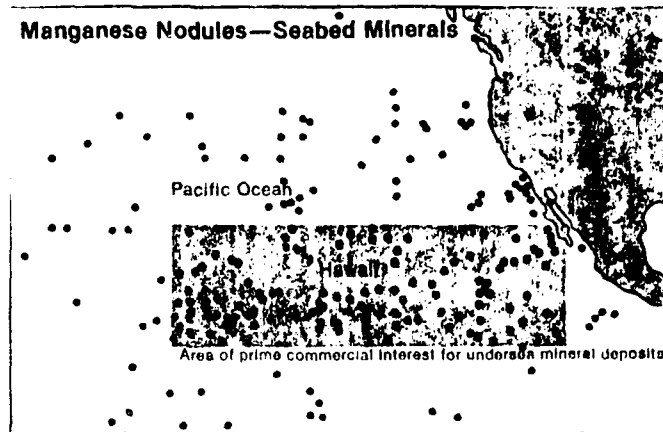 Manganese Nodules—Seabed Minerals
Pacific Ocean
Hawaii
Area of prime commercial interest for undersea mineral deposits